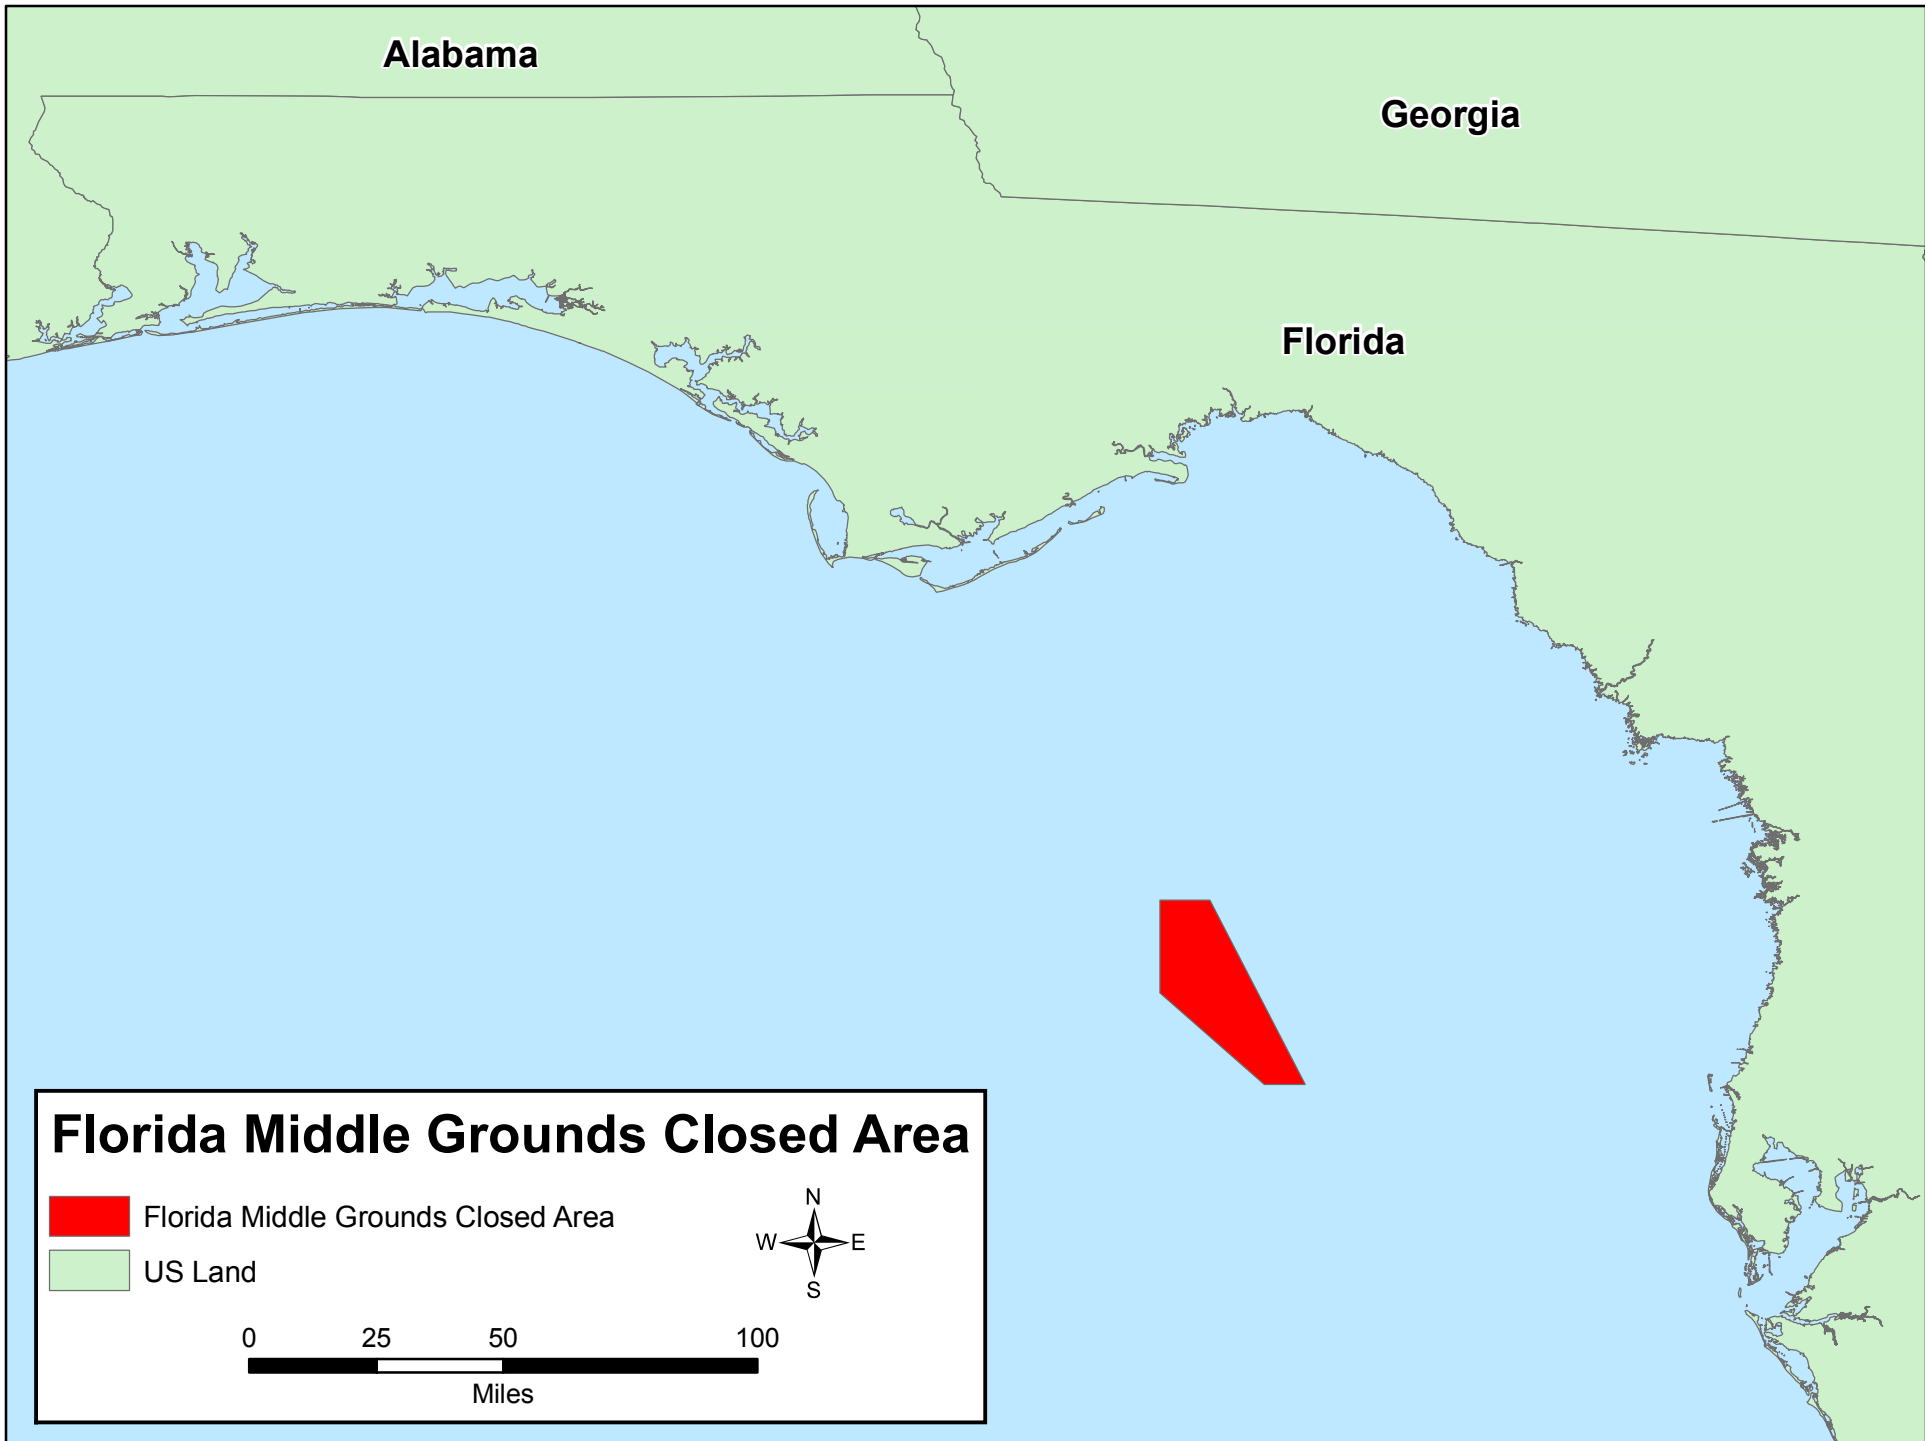 Alabama
Georgia
Florida
Florida Middle Grounds Closed Area
Florida Middle Grounds Closed Area
US Land
N
W E
S
0 25 50 100
Miles